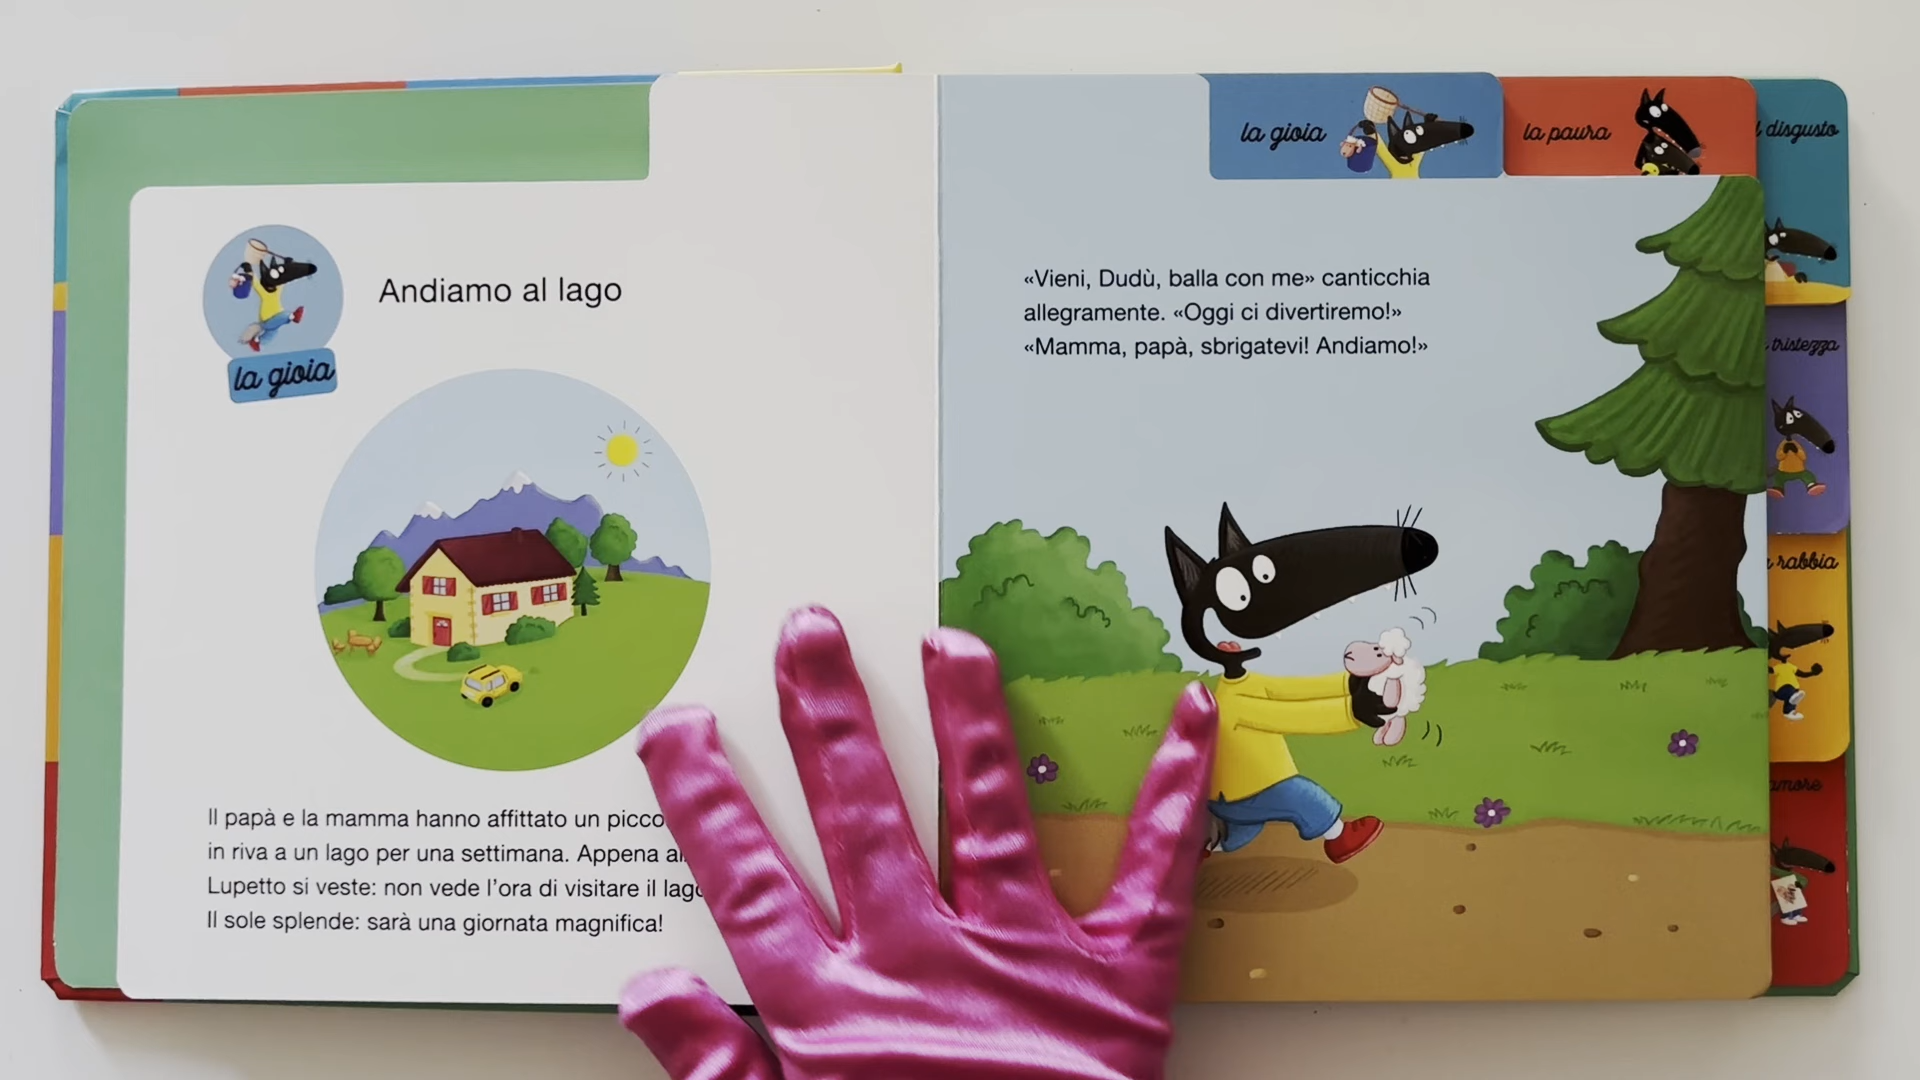 la gioia
la paura
disgusto
Andiamo al lago
la gioia
«Vieni, Dudù, balla con me» canticchia
allegramente. «Oggi ci divertiremo!»
«Mamma, papà, sbrigatevi! Andiamo!»
tristezza
rabbia
Il papà e la mamma hanno affittato un
in riva a un lago per una settimana. Appena
Lupetto si veste: non vede l'ora di visitare il
Il sole splende: sarà una giornata magnifica!